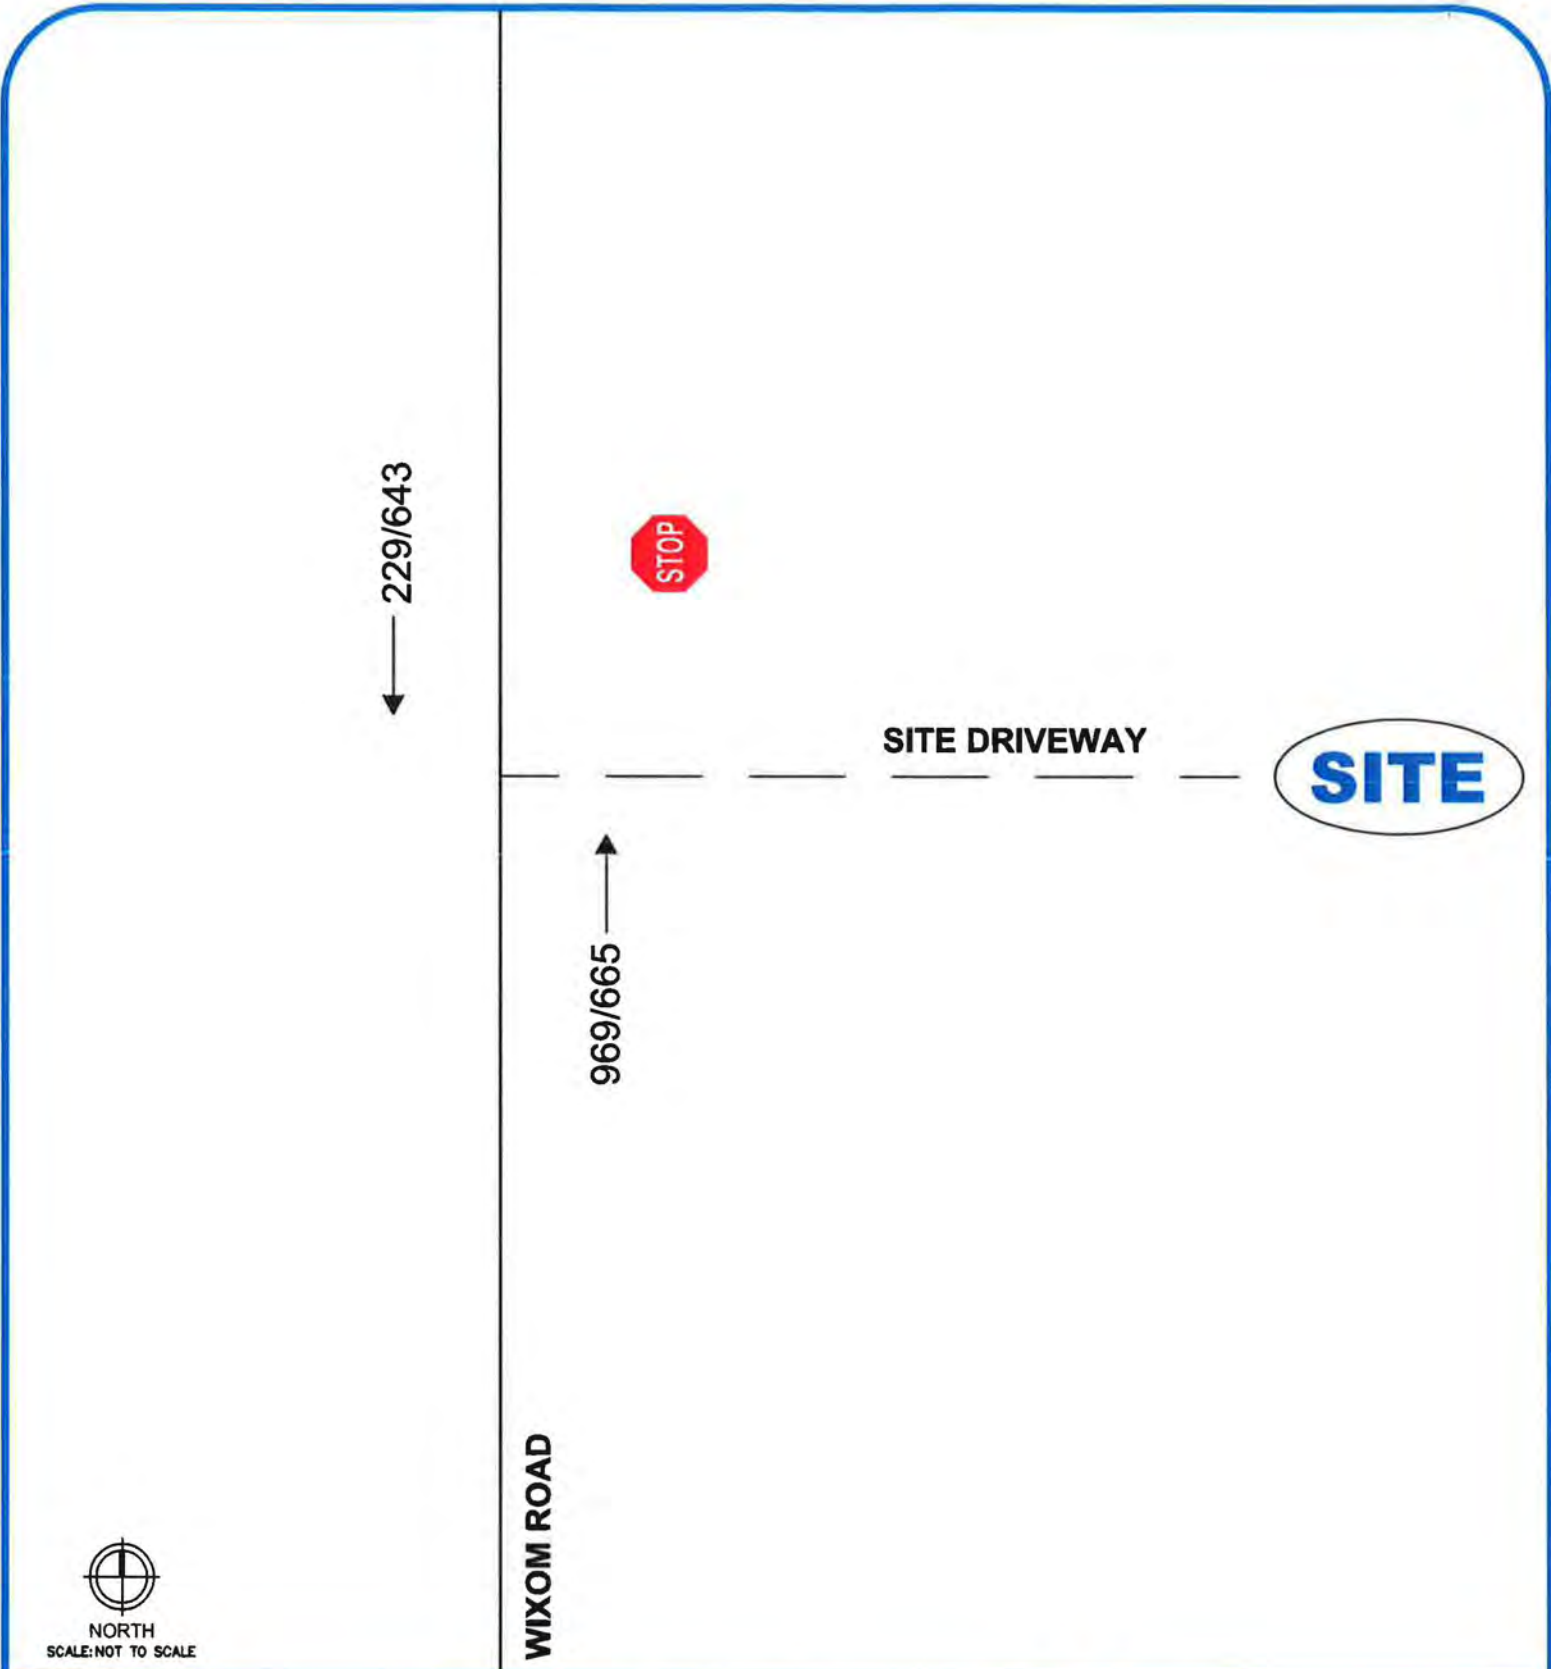 229/643
STOP
SITE DRIVEWAY
SITE
969/665
WIXOM ROAD
NORTH
SCALE: NOT TO SCALE